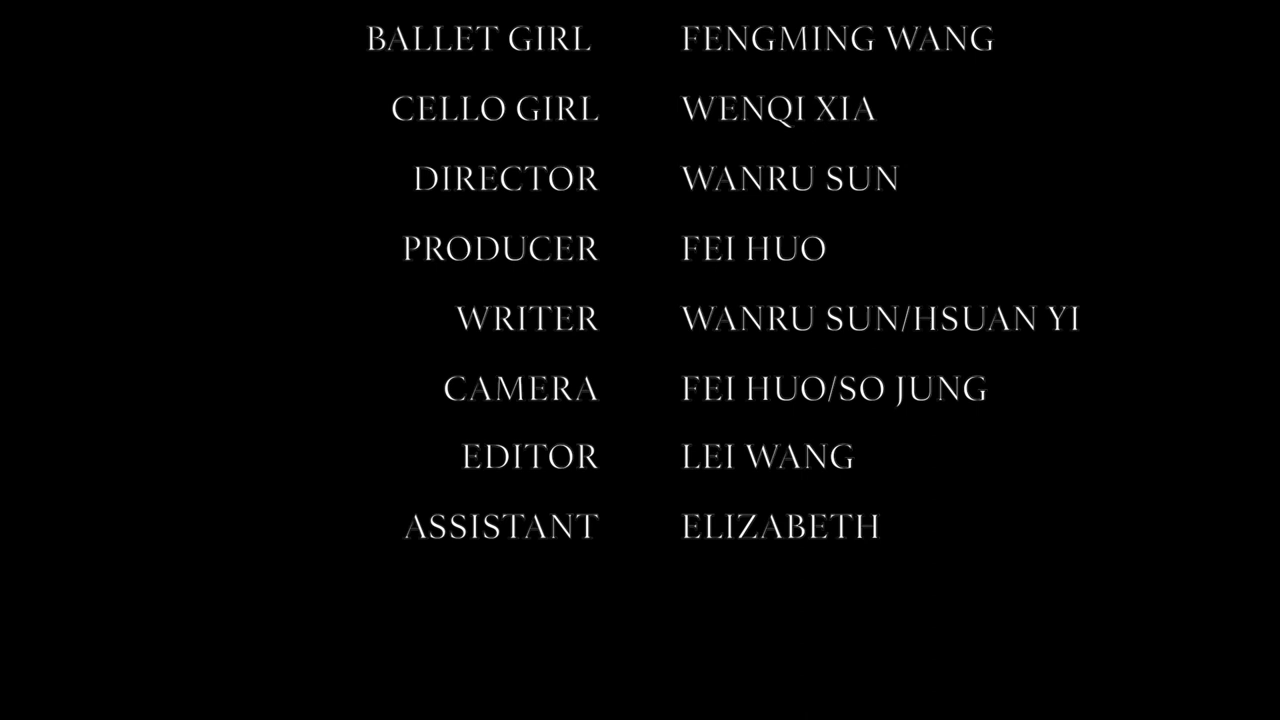 BALLET GIRL FENGMING WANG
CELLO GIRL WENQI XIA
DIRECTOR WANRU SUN
PRODUCER FEI HUO
WRITER WANRU SUN/HSUAN YI
CAMERA FEI HUO/SO JUNG
EDITOR LEI WANG
ASSISTANT ELIZABETH